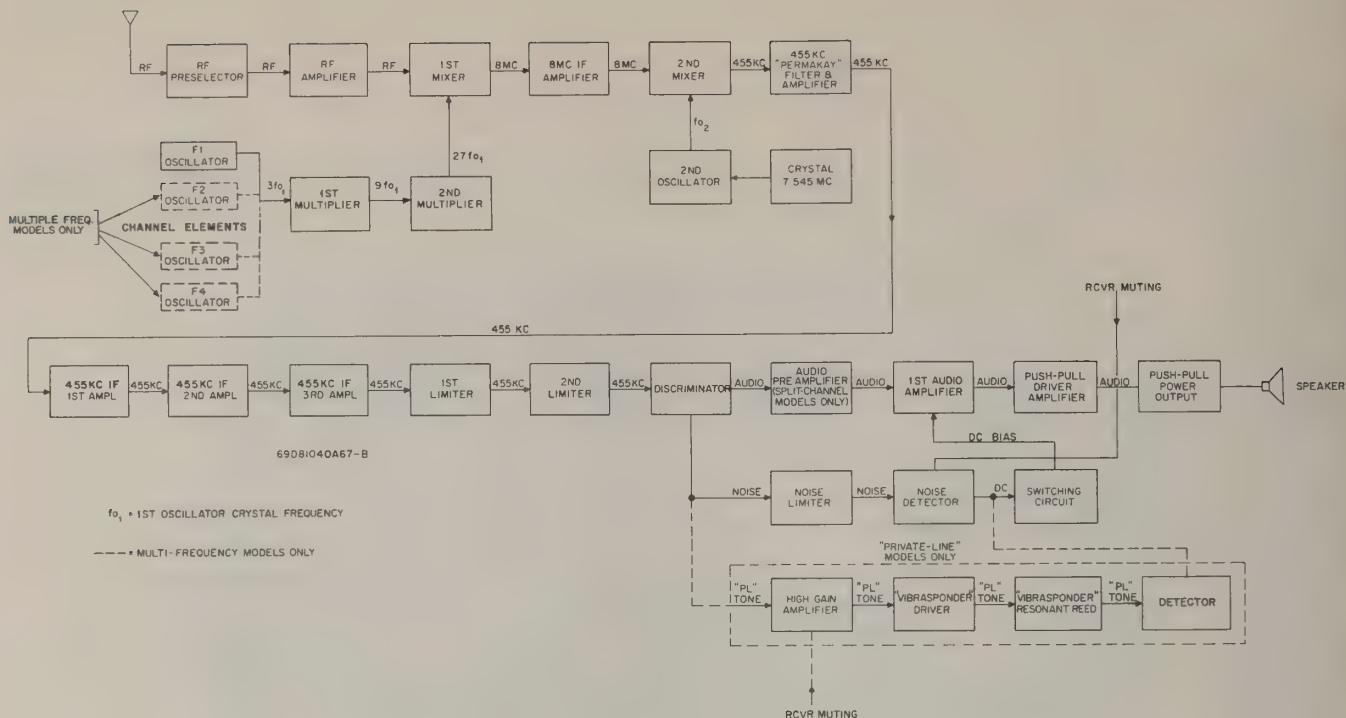 RF
RF
PRESELECTOR
RF
RF
AMPLIFIER
RF
1ST
MIXER
8MC
8MC IF
AMPLIFIER
8MC
2ND
MIXER
455KC
455KC
"PERMAKAY"
FILTER &
AMPLIFIER
455 KC
fo2
27fo1
F1
OSCILLATOR
F2
OSCILLATOR
3fo1
1ST
MULTIPLIER
9fo1
2ND
MULTIPLIER
2ND
OSCILLATOR
CRYSTAL
7 545 MC
MULTIPLE FREQ.
MODELS ONLY
CHANNEL ELEMENTS
F3
OSCILLATOR
F4
OSCILLATOR
RCVR MUTING
455 KC
455KC IF
1ST AMPL
455KC
455KC IF
2ND AMPL
455KC
455KC IF
3RD AMPL
455KC
1ST
LIMITER
455KC
2ND
LIMITER
455KC
DISCRIMINATOR
AUDIO
AUDIO
PREAMPLIFIER
(SPLIT-CHANNEL
MODELS ONLY)
AUDIO
1ST AUDIO
AMPLIFIER
AUDIO
PUSH-PULL
DRIVER
AMPLIFIER
AUDIO
PUSH-PULL
POWER
OUTPUT
SPEAKER
DC BIAS
69D81040A67-B
NOISE
NOISE
LIMITER
NOISE
NOISE
DETECTOR
DC
SWITCHING
CIRCUIT
fo1 = 1ST OSCILLATOR CRYSTAL FREQUENCY
---- = MULTI-FREQUENCY MODELS ONLY
"PRIVATE-LINE"
MODELS ONLY
"PL"
TONE
HIGH GAIN
AMPLIFIER
"PL"
TONE
"VIBRASPONDER"
DRIVER
"PL"
TONE
"VIBRASPONDER"
RESONANT REED
"PL"
TONE
DETECTOR
RCVR MUTING